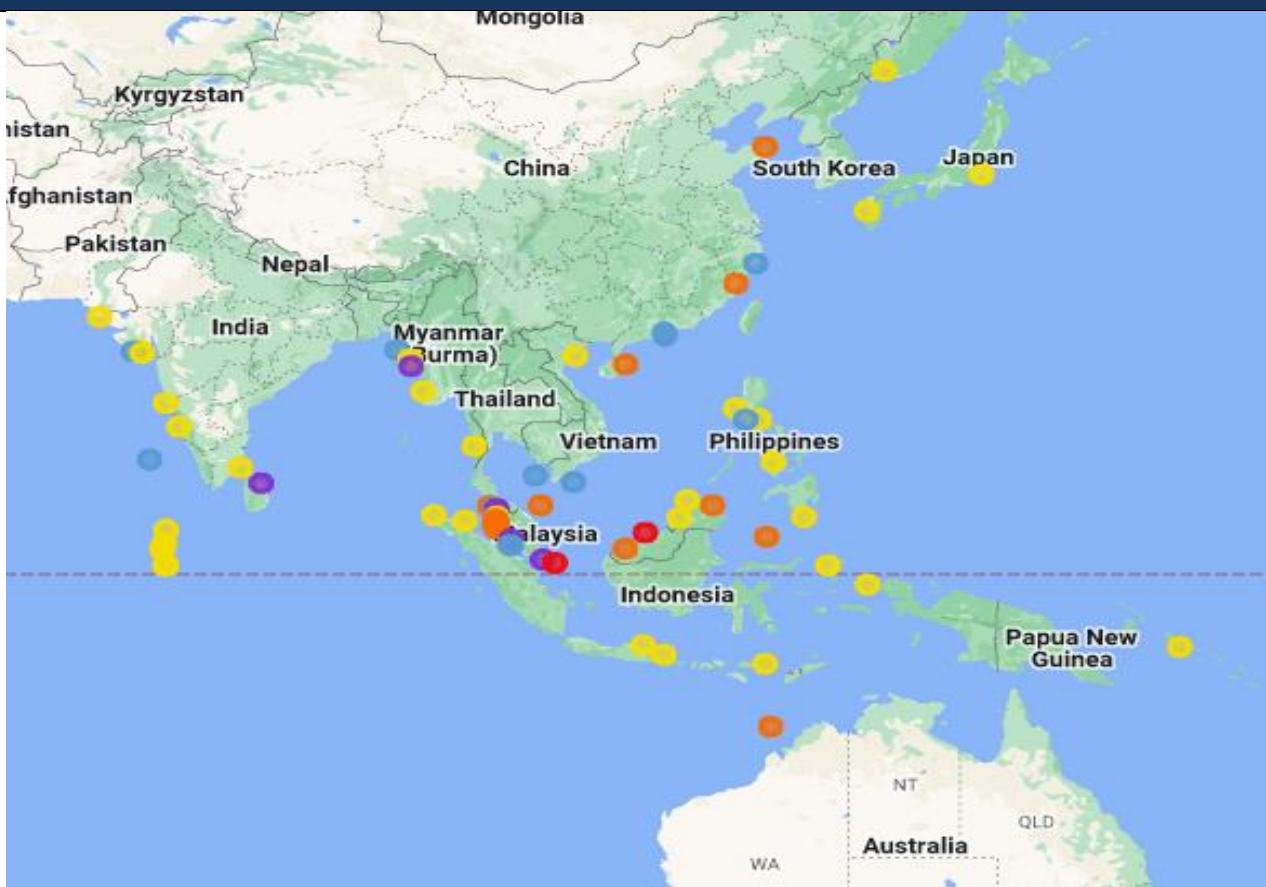 Mongolia
Kyrgyzstan
nistan
China
South Korea
Japan
fghanistan
Pakistan
Nepal
India
Myanmar
Burma)
Thailand
Vietnam
Philippines
alaysia
Indonesia
Papua New
Guinea
NT
QLD
Australia
WA